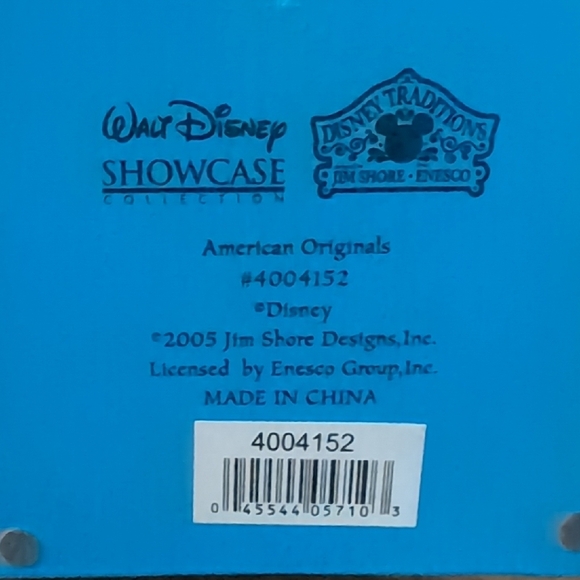 WALT DISNEY
SHOWCASE
COLLECTION
DISNEY TRADITIONS
JIM SHORE · ENESCO
American Originals
#4004152
©Disney
©2005 Jim Shore Designs,Inc.
Licensed by Enesco Group,Inc.
MADE IN CHINA
4004152
0 45544 05710 3